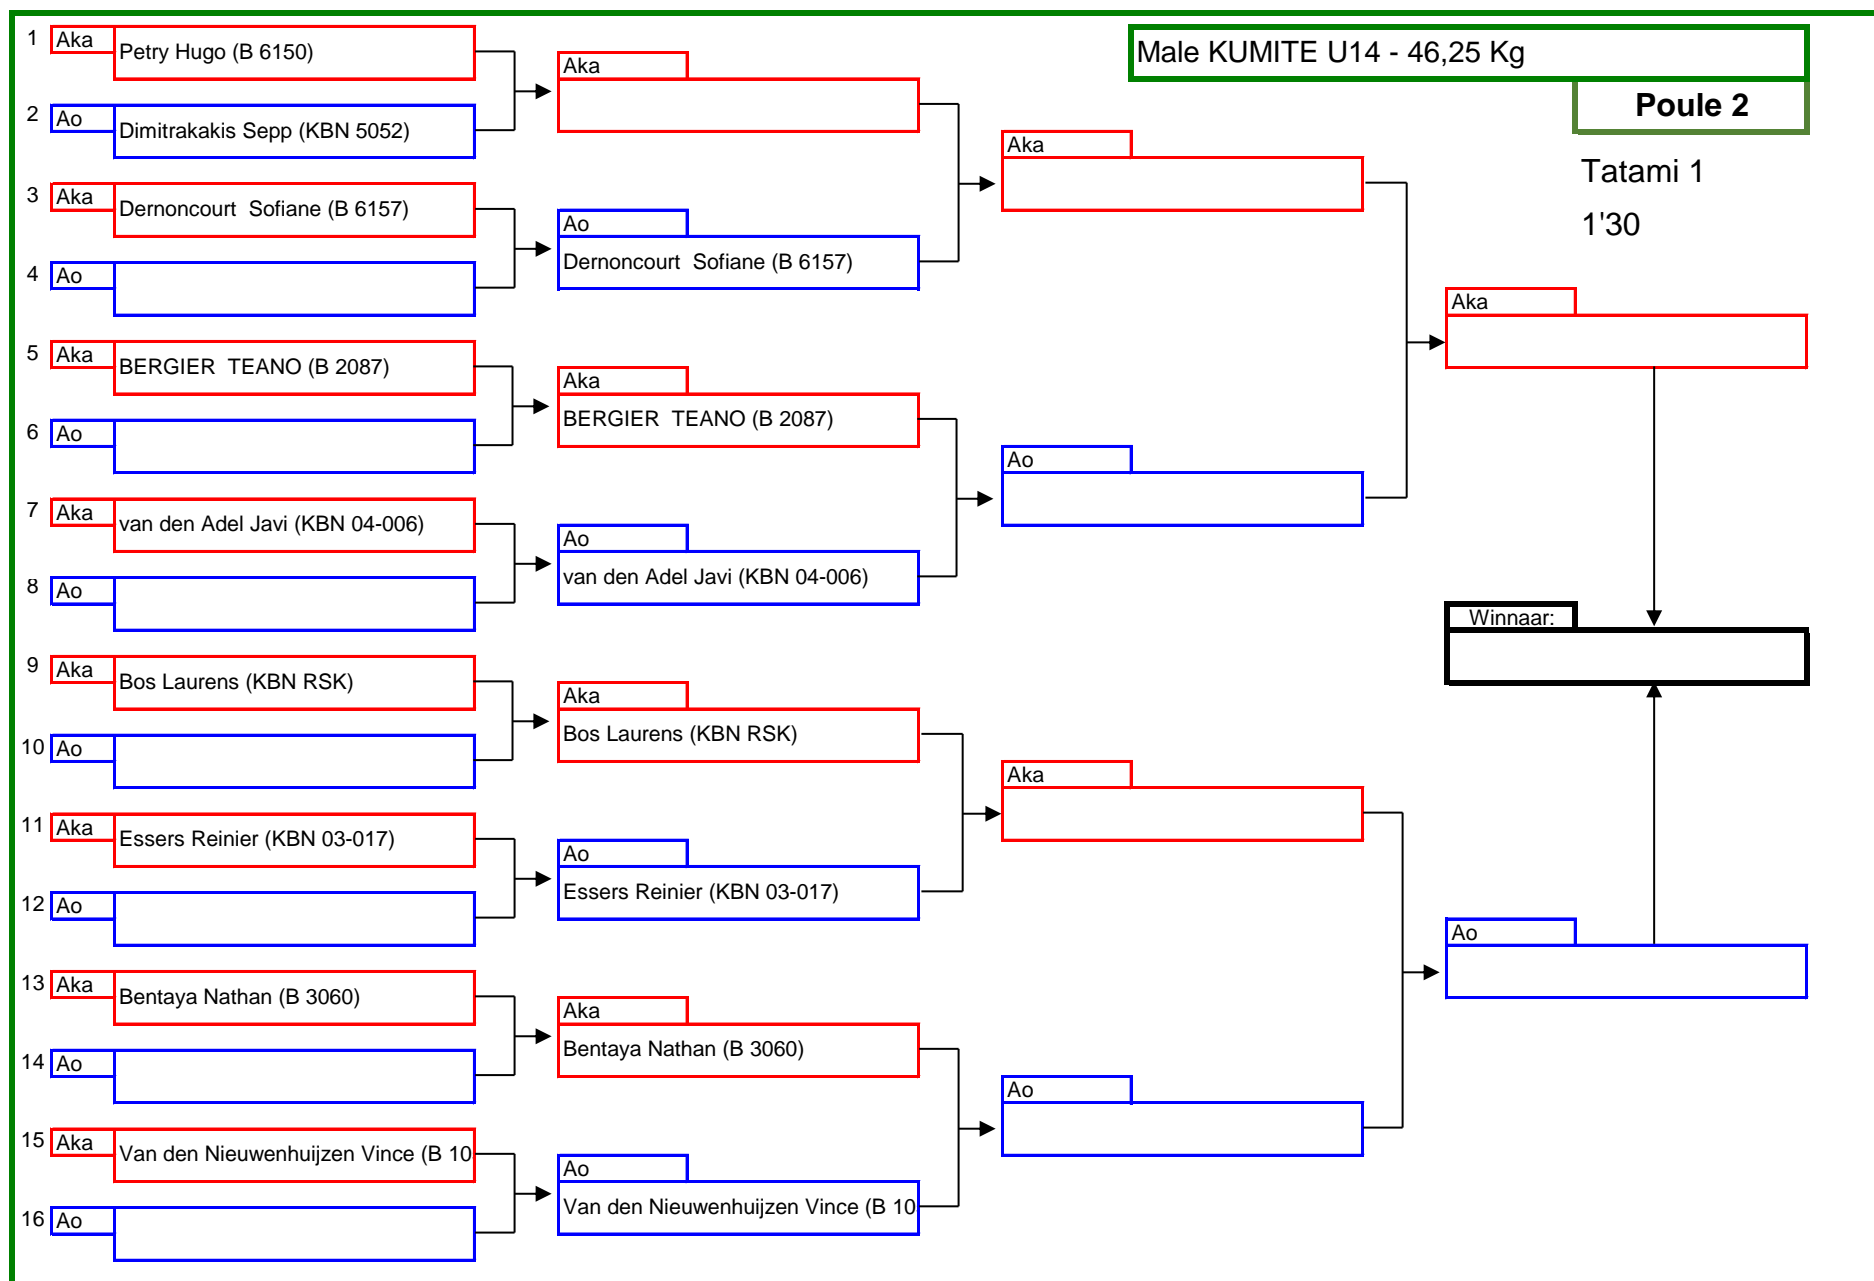 Male KUMITE U14 - 46,25 Kg
Poule 2
Tatami 1
1'30
1 Aka
Petry Hugo (B 6150)
2 Ao
Dimitrakakis Sepp (KBN 5052)
3 Aka
Dernoncourt  Sofiane (B 6157)
4 Ao
5 Aka
BERGIER  TEANO (B 2087)
6 Ao
7 Aka
van den Adel Javi (KBN 04-006)
8 Ao
9 Aka
Bos Laurens (KBN RSK)
10 Ao
11 Aka
Essers Reinier (KBN 03-017)
12 Ao
13 Aka
Bentaya Nathan (B 3060)
14 Ao
15 Aka
Van den Nieuwenhuijzen Vince (B 10
16 Ao
Aka
Ao
Dernoncourt  Sofiane (B 6157)
Aka
BERGIER  TEANO (B 2087)
Ao
van den Adel Javi (KBN 04-006)
Aka
Bos Laurens (KBN RSK)
Ao
Essers Reinier (KBN 03-017)
Aka
Bentaya Nathan (B 3060)
Ao
Van den Nieuwenhuijzen Vince (B 10
Aka
Ao
Aka
Ao
Aka
Winnaar:
Ao